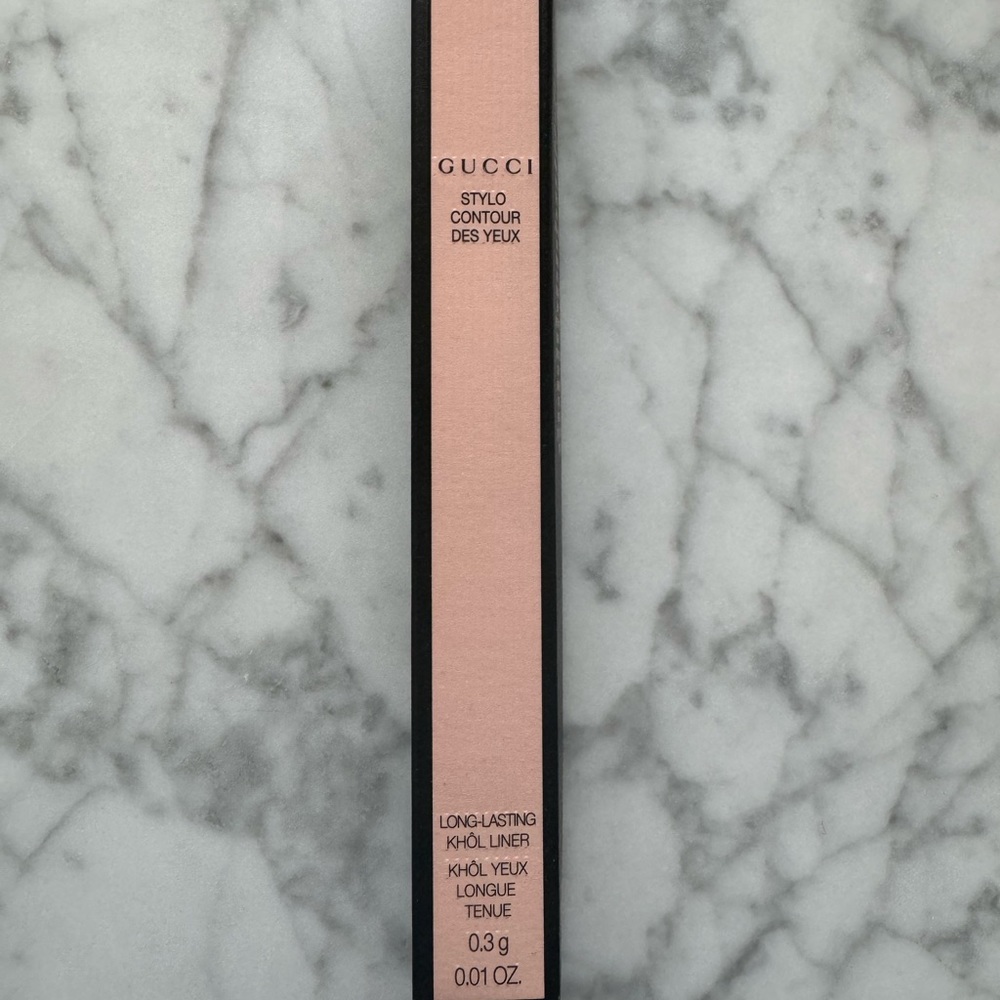 GUCCI
STYLO
CONTOUR
DES YEUX
LONG-LASTING
KHÔL LINER
KHÔL YEUX
LONGUE
TENUE
0.3 g
0.01 OZ.